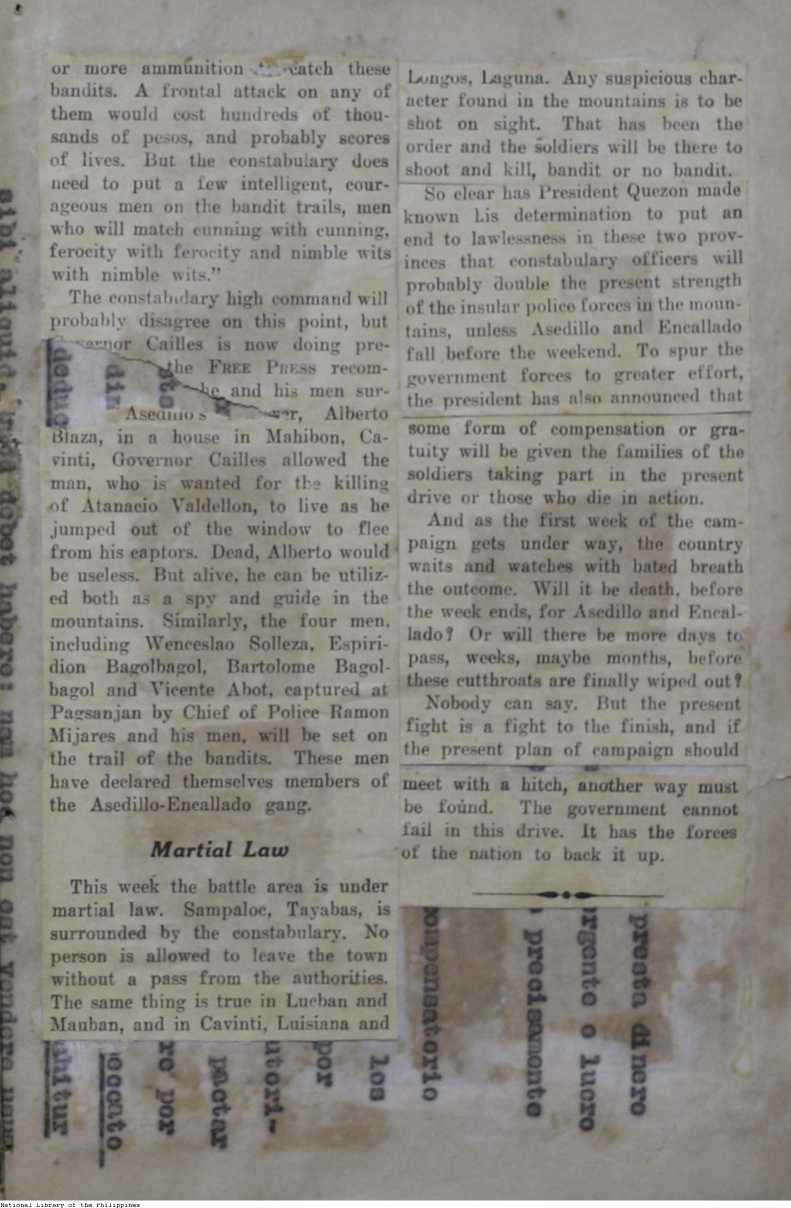 or more ammunition catch these
bandits. A frontal attack on any of
them would cost hundreds of thou-
sands of pesos, and probably scores
of lives. But the constabulary does
need to put a few intelligent, cour-
ageous men on the bandit trails, men
who will match cunning with cunning,
ferocity with ferocity and nimble wits
with nimble wits."
The constabulary high command will
probably disagree on this point, but
Cailles is now doing pre-
the FREE PRESS recom-
he and his men sur-
Alberto
Blaza, in a house in Mahibon, Ca-
vinti, Governor Cailles allowed the
man, who is wanted for the killing
of Atanacio Valdellon, to live as he
jumped out of the window to flee
from his captors. Dead, Alberto would
be useless. But alive, he can be utiliz-
ed both as a spy and guide in the
mountains. Similarly, the four men,
including Wenceslao Solleza, Espiri-
dion Bagolbagol, Bartolome Bagol-
bagol and Vicente Abot, captured at
Pagsanjan by Chief of Police Ramon
Mijares and his men, will be set on
the trail of the bandits. These men
have declared themselves members of
the Asedillo-Encallado gang.
Martial Law
This week the battle area is under
martial law. Sampaloc, Tayabas, is
surrounded by the constabulary. No
person is allowed to leave the town
without a pass from the authorities.
The same thing is true in Lucban and
Mauban, and in Cavinti, Luisiana and
Longos, Laguna. Any suspicious char-
acter found in the mountains is to be
shot on sight. That has been the
order and the soldiers will be there to
shoot and kill, bandit or no bandit.
So clear has President Quezon made
known his determination to put an
end to lawlessness in these two prov-
inces that constabulary officers will
probably double the present strength
of the insular police forces in the moun-
tains, unless Asedillo and Encallado
fall before the weekend. To spur the
government forces to greater effort,
the president has also announced that
some form of compensation or gra-
tuity will be given the families of the
soldiers taking part in the present
drive or those who die in action.
And as the first week of the cam-
paign gets under way, the country
waits and watches with bated breath
the outcome. Will it be death, before
the week ends, for Asedillo and Encal-
lado? Or will there be more days to
pass, weeks, maybe months, before
these cutthroats are finally wiped out?
Nobody can say. But the present
fight is a fight to the finish, and if
the present plan of campaign should
meet with a hitch, another way must
be found. The government cannot
fail in this drive. It has the forces
of the nation to back it up.
pactar
re por
utori-
por
los
precisamente
rgente o lucro
presta dinero
National Library of the Philippines